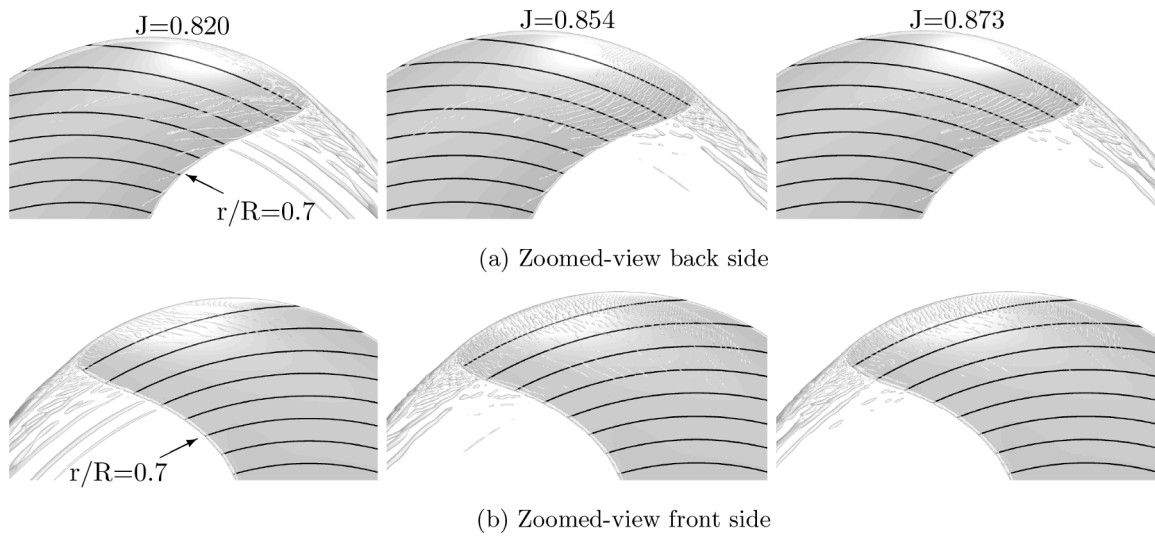 J=0.820 J=0.854 J=0.873
r/R=0.7
(a) Zoomed-view back side
r/R=0.7
(b) Zoomed-view front side